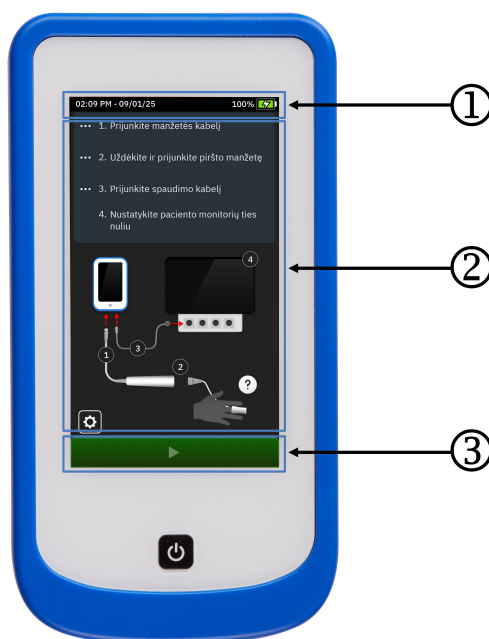 02:09 PM - 09/01/25 100%
①
1. Prijunkite manžetės kabelį
2. Uždėkite ir prijunkite piršto manžetę
3. Prijunkite spaudimo kabelį
4. Nustatykite paciento monitorių ties
nuliu
②
4
3
1
2
?
③